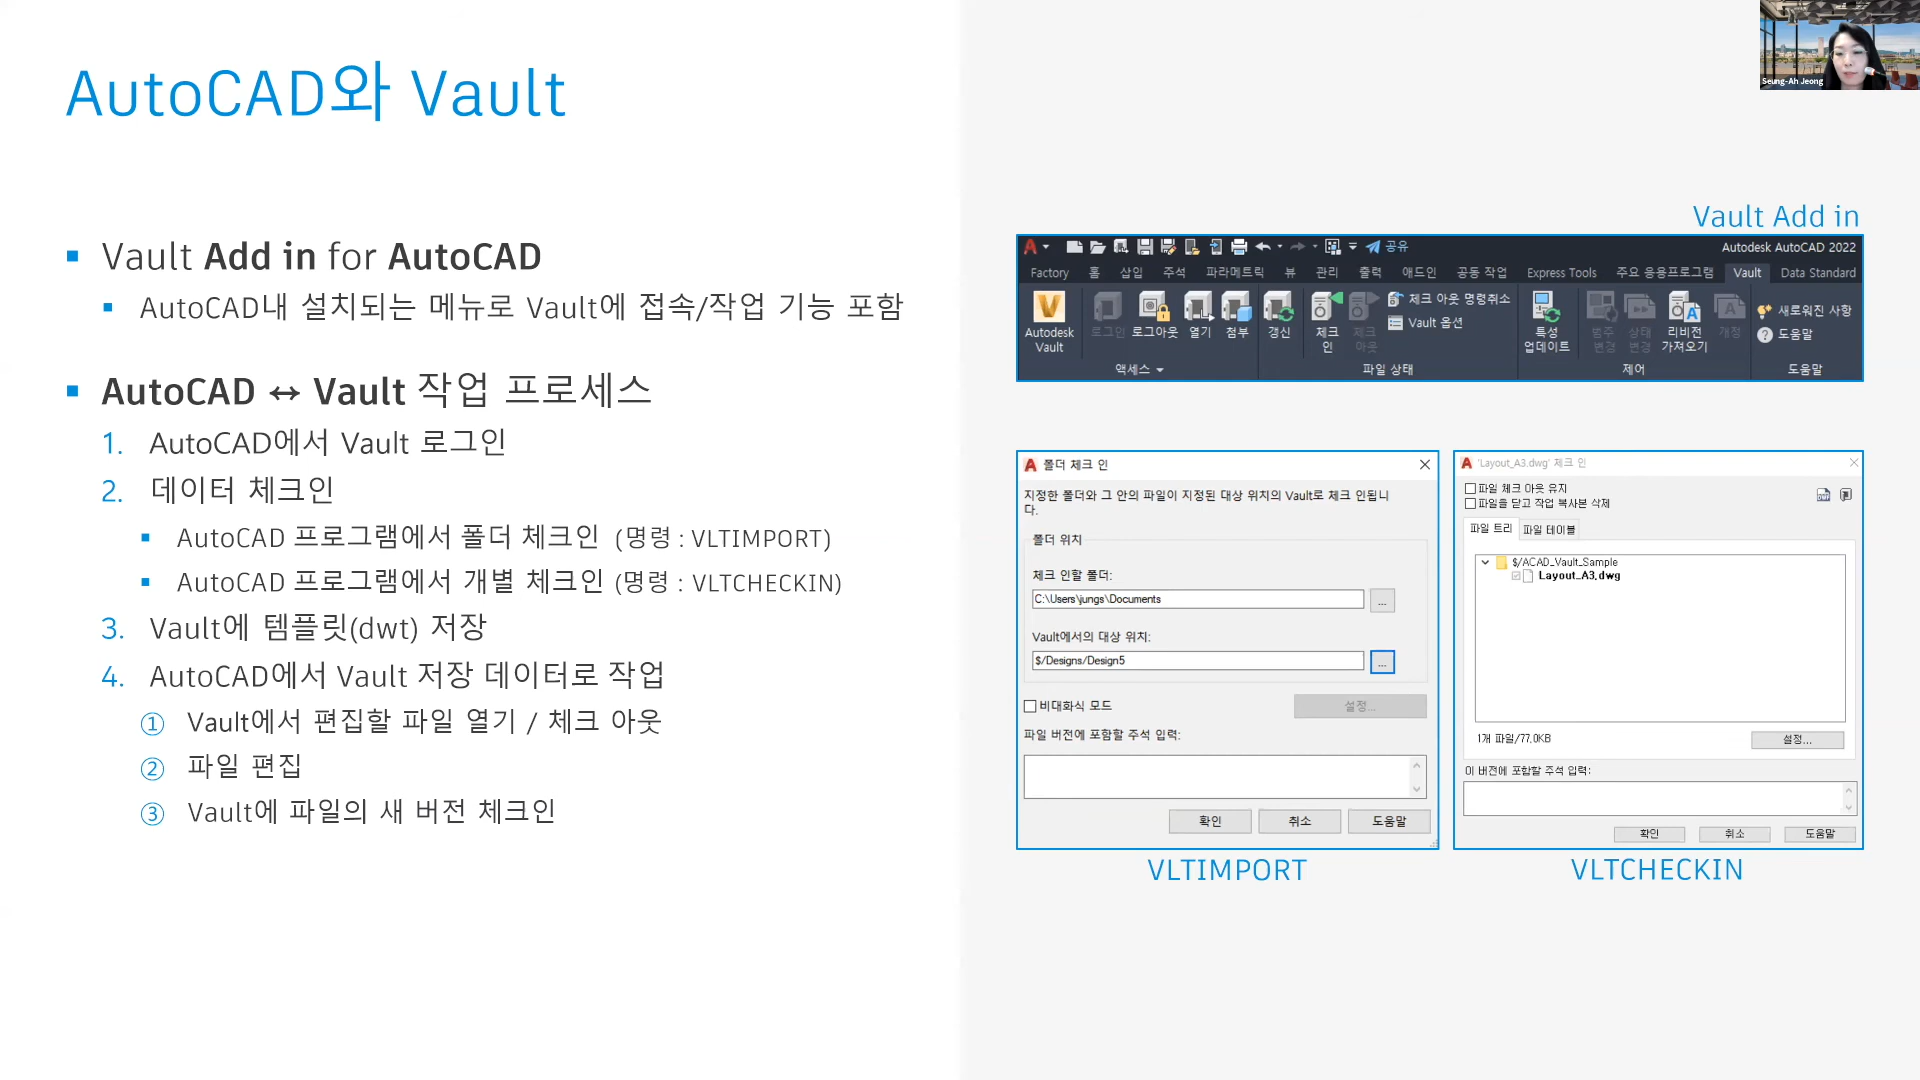 AutoCAD와 Vault
Seung-Ah Jeong
▪ Vault Add in for AutoCAD
▪ AutoCAD내 설치되는 메뉴로 Vault에 접속/작업 기능 포함
▪ AutoCAD ↔ Vault 작업 프로세스
1. AutoCAD에서 Vault 로그인
2. 데이터 체크인
▪ AutoCAD 프로그램에서 폴더 체크인 (명령 : VLTIMPORT)
▪ AutoCAD 프로그램에서 개별 체크인 (명령 : VLTCHECKIN)
3. Vault에 템플릿(dwt) 저장
4. AutoCAD에서 Vault 저장 데이터로 작업
① Vault에서 편집할 파일 열기 / 체크 아웃
② 파일 편집
③ Vault에 파일의 새 버전 체크인
Vault Add in
공유 Autodesk AutoCAD 2022
Factory 홈 삽입 주석 파라메트릭 뷰 관리 출력 애드인 공동 작업 Express Tools 주요 응용프로그램 Vault Data Standard
Autodesk Vault
로그인
로그아웃
열기
첨부
갱신
체크 인
체크 아웃
체크 아웃 명령취소
Vault 옵션
특성 업데이트
범주 변경
상태 변경
리비전 가져오기
개정
새로워진 사항
도움말
액세스 파일 상태 제어 도움말
폴더 체크 인
지정한 폴더와 그 안의 파일이 지정된 대상 위치의 Vault로 체크 인됩니
다.
폴더 위치
체크 인할 폴더:
C:\Users\jungs\Documents
...
Vault에서의 대상 위치:
$/Designs/Design5
...
비대화식 모드
설정...
파일 버전에 포함할 주석 입력:
확인 취소 도움말
VLTIMPORT
'Layout_A3.dwg' 체크 인
파일 체크 아웃 유지
파일을 닫고 작업 복사본 삭제
파일 트리 파일 테이블
$/ACAD_Vault_Sample
Layout_A3.dwg
1개 파일/77.0KB
설정...
이 버전에 포함할 주석 입력:
확인 취소 도움말
VLTCHECKIN